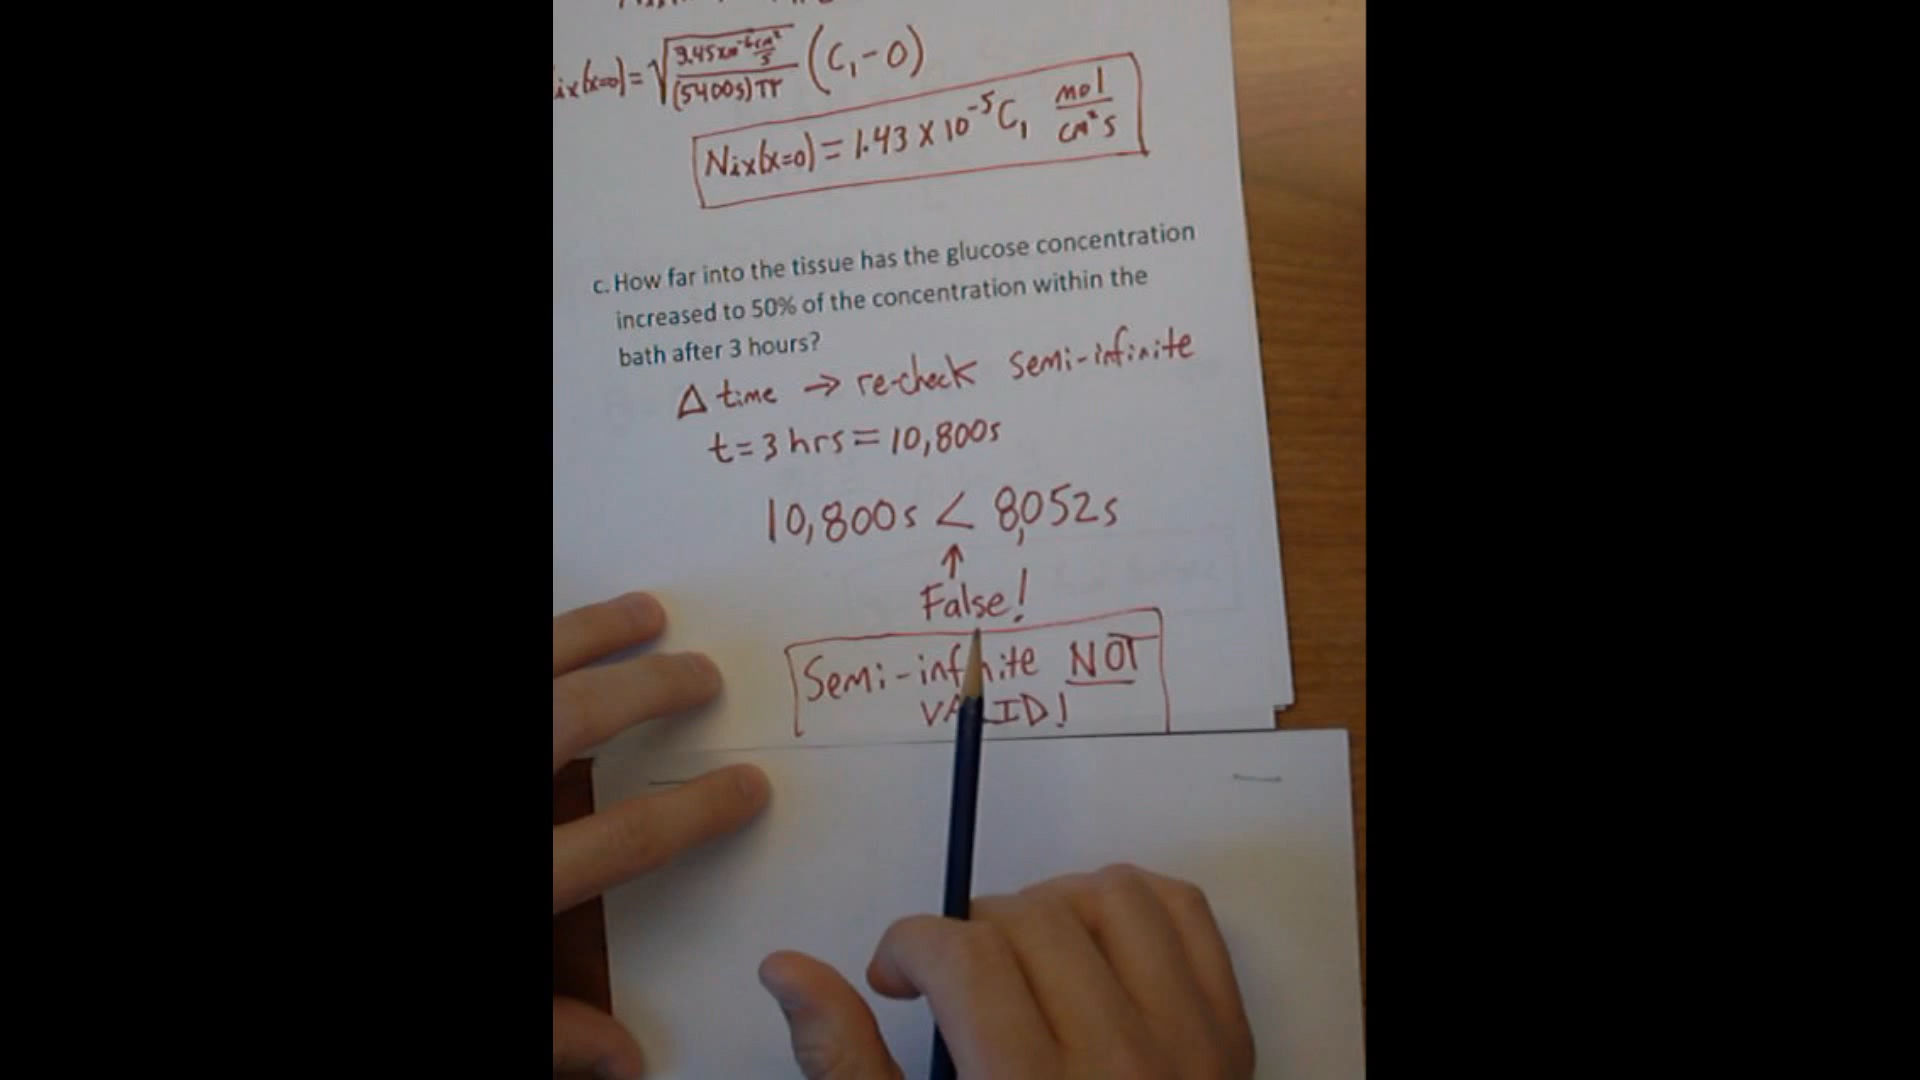 ix(x=0) = √ 3.45x10⁻⁶ cm²/s / (5400s)π (C₁-0)
Nix(x=0) = 1.43 x 10⁻⁵ C₁ mol/cm²s
c. How far into the tissue has the glucose concentration
increased to 50% of the concentration within the
bath after 3 hours?
Δ time → re-check semi-infinite
t = 3 hrs = 10,800s
10,800s < 8,052s
↑
False!
Semi-infinite NOT
VALID!